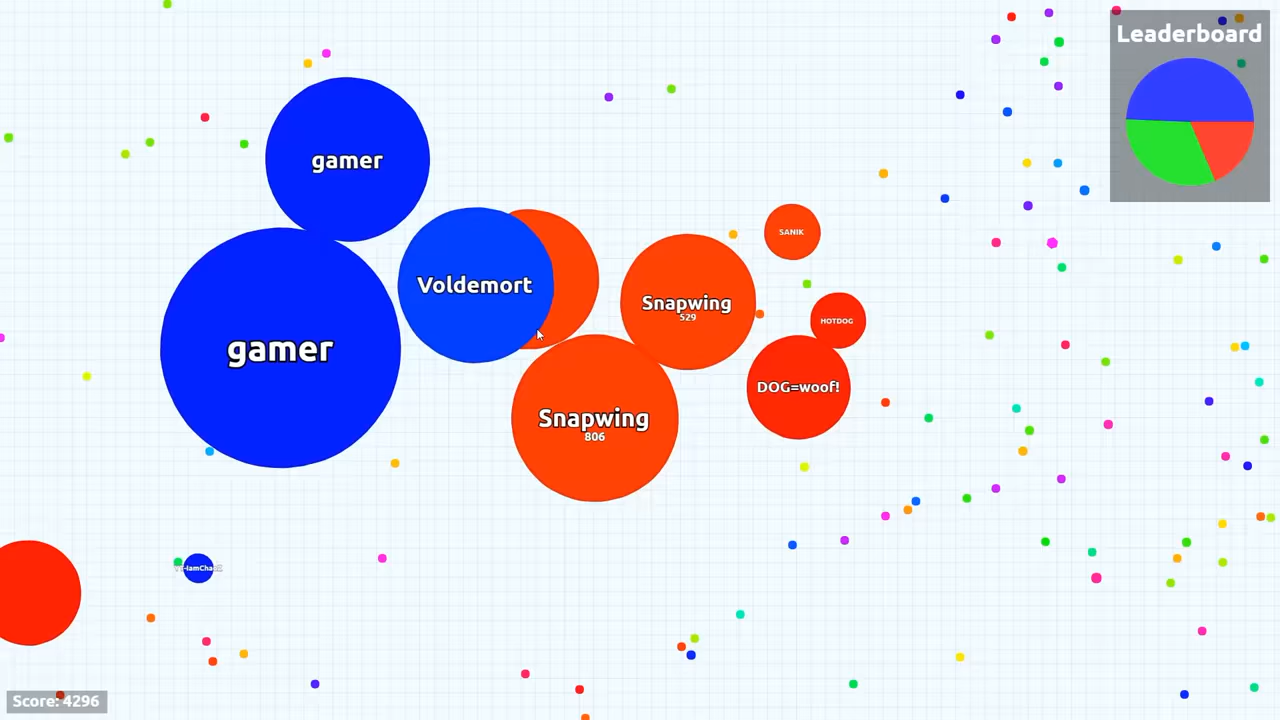 Leaderboard
gamer
SANIK
Voldemort
Snapwing
529
HOTDOG
gamer
DOG=woof!
Snapwing
806
Score: 4296